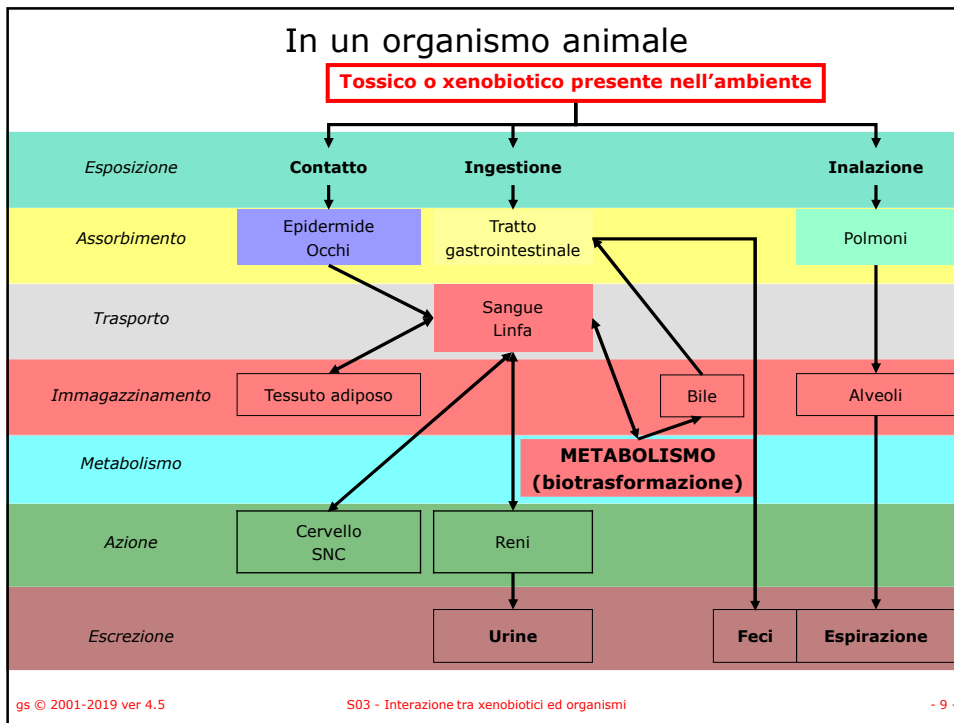 In un organismo animale
Tossico o xenobiotico presente nell'ambiente
Esposizione
Contatto
Ingestione
Inalazione
Assorbimento
Epidermide
Occhi
Tratto
gastrointestinale
Polmoni
Trasporto
Sangue
Linfa
Immagazzinamento
Tessuto adiposo
Bile
Alveoli
Metabolismo
METABOLISMO
(biotrasformazione)
Azione
Cervello
SNC
Reni
Escrezione
Urine
Feci
Espirazione
gs © 2001-2019 ver 4.5
S03 - Interazione tra xenobiotici ed organismi
- 9 -